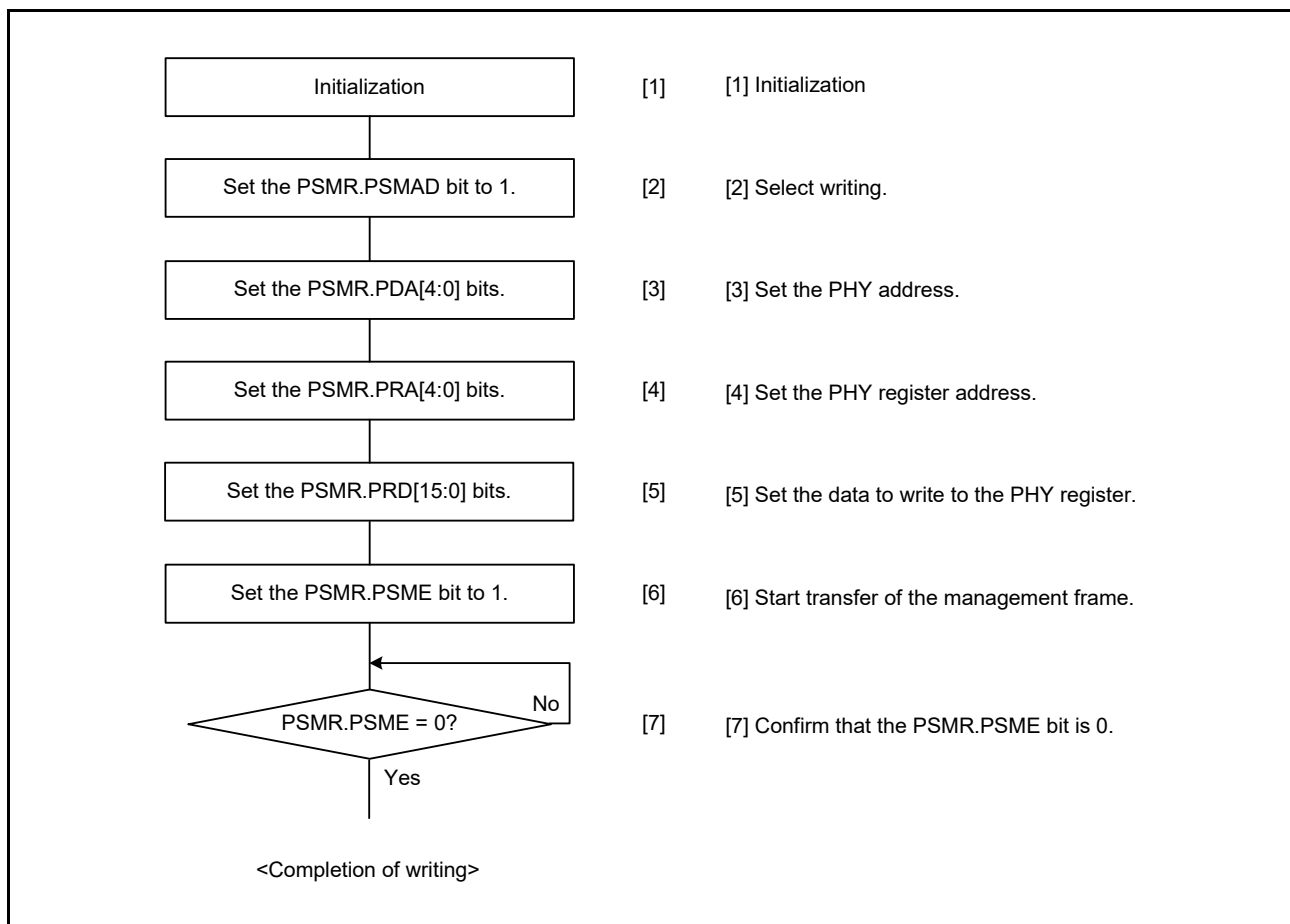 Initialization
[1]
[1] Initialization
Set the PSMR.PSMAD bit to 1.
[2]
[2] Select writing.
Set the PSMR.PDA[4:0] bits.
[3]
[3] Set the PHY address.
Set the PSMR.PRA[4:0] bits.
[4]
[4] Set the PHY register address.
Set the PSMR.PRD[15:0] bits.
[5]
[5] Set the data to write to the PHY register.
Set the PSMR.PSME bit to 1.
[6]
[6] Start transfer of the management frame.
No
PSMR.PSME = 0?
[7]
[7] Confirm that the PSMR.PSME bit is 0.
Yes
<Completion of writing>